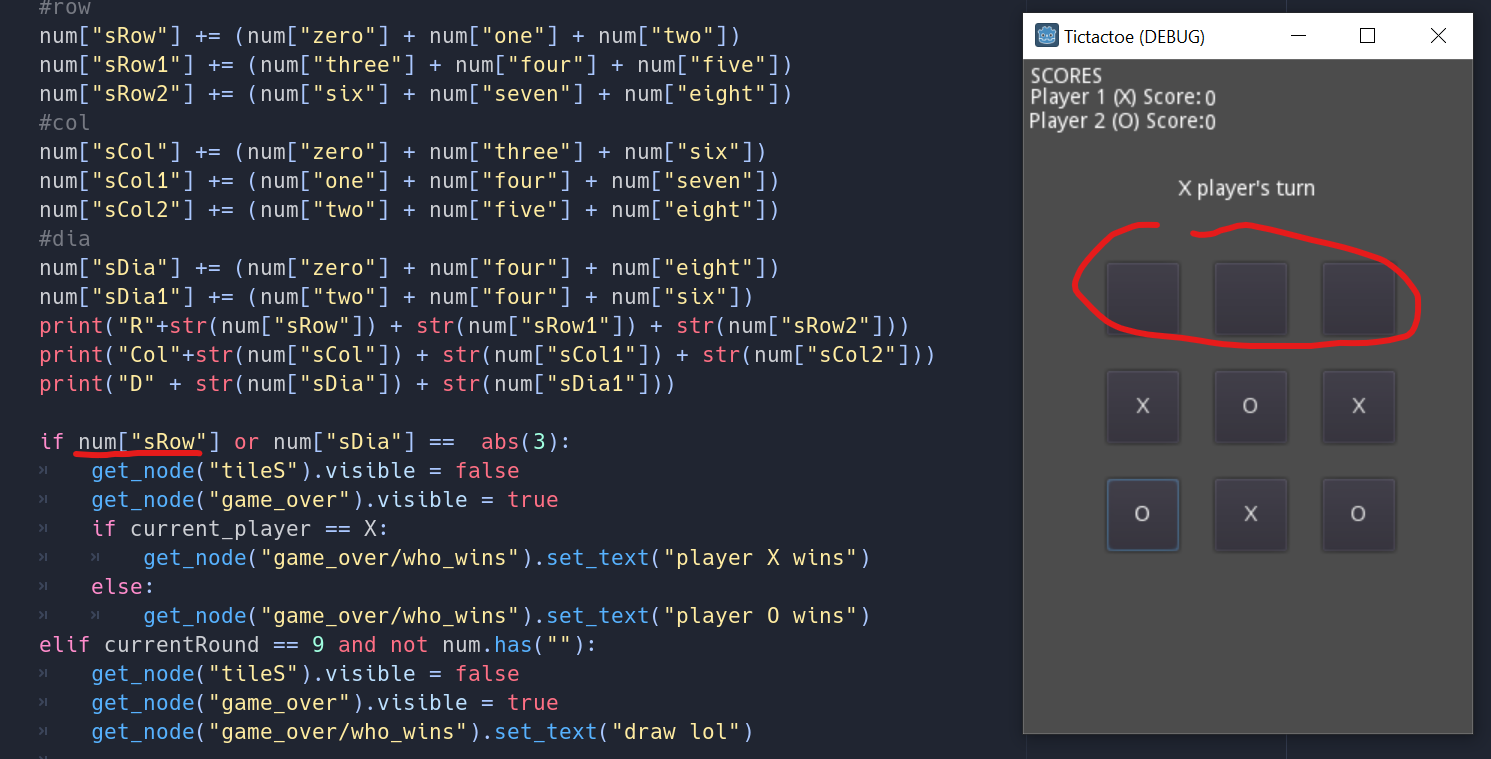 #row
num["sRow"] += (num["zero"] + num["one"] + num["two"])
num["sRow1"] += (num["three"] + num["four"] + num["five"])
num["sRow2"] += (num["six"] + num["seven"] + num["eight"])
#col
num["sCol"] += (num["zero"] + num["three"] + num["six"])
num["sCol1"] += (num["one"] + num["four"] + num["seven"])
num["sCol2"] += (num["two"] + num["five"] + num["eight"])
#dia
num["sDia"] += (num["zero"] + num["four"] + num["eight"])
num["sDia1"] += (num["two"] + num["four"] + num["six"])
print("R"+str(num["sRow"]) + str(num["sRow1"]) + str(num["sRow2"]))
print("Col"+str(num["sCol"]) + str(num["sCol1"]) + str(num["sCol2"]))
print("D" + str(num["sDia"]) + str(num["sDia1"]))
if num["sRow"] or num["sDia"] ==  abs(3):
get_node("tileS").visible = false
get_node("game_over").visible = true
if current_player == X:
get_node("game_over/who_wins").set_text("player X wins")
else:
get_node("game_over/who_wins").set_text("player O wins")
elif currentRound == 9 and not num.has(""):
get_node("tileS").visible = false
get_node("game_over").visible = true
get_node("game_over/who_wins").set_text("draw lol")
Tictactoe (DEBUG)
SCORES
Player 1 (X) Score: 0
Player 2 (O) Score:0
X player's turn
X O X
O X O